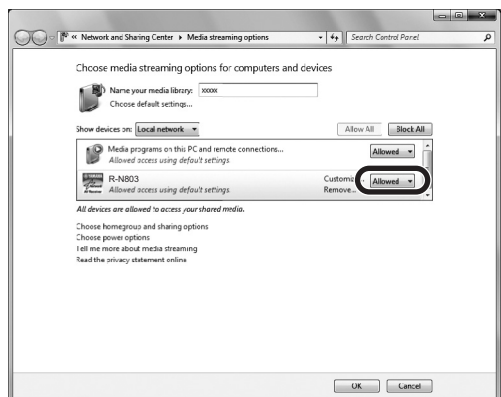 « Network and Sharing Center ▸ Media streaming options
Search Control Panel
Choose media streaming options for computers and devices
Name your media library: xxxxx
Choose default settings...
Show devices on: Local network
Allow All
Block All
Media programs on this PC and remote connections...
Allowed access using default settings
Allowed
YAMAHA
R-N803
Allowed access using default settings
Customiz...
Remove...
Allowed
All devices are allowed to access your shared media.
Choose homegroup and sharing options
Choose power options
Tell me more about media streaming
Read the privacy statement online
OK
Cancel